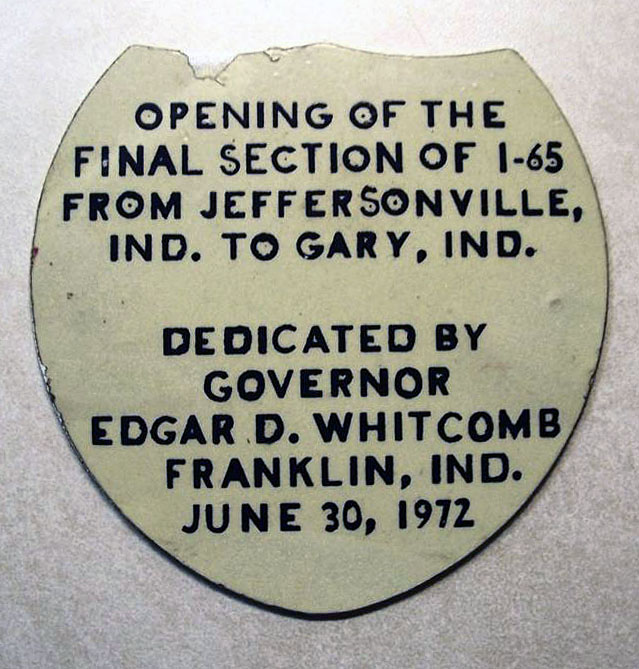 OPENING OF THE
FINAL SECTION OF I-65
FROM JEFFERSONVILLE,
IND. TO GARY, IND.
DEDICATED BY
GOVERNOR
EDGAR D. WHITCOMB
FRANKLIN, IND.
JUNE 30, 1972